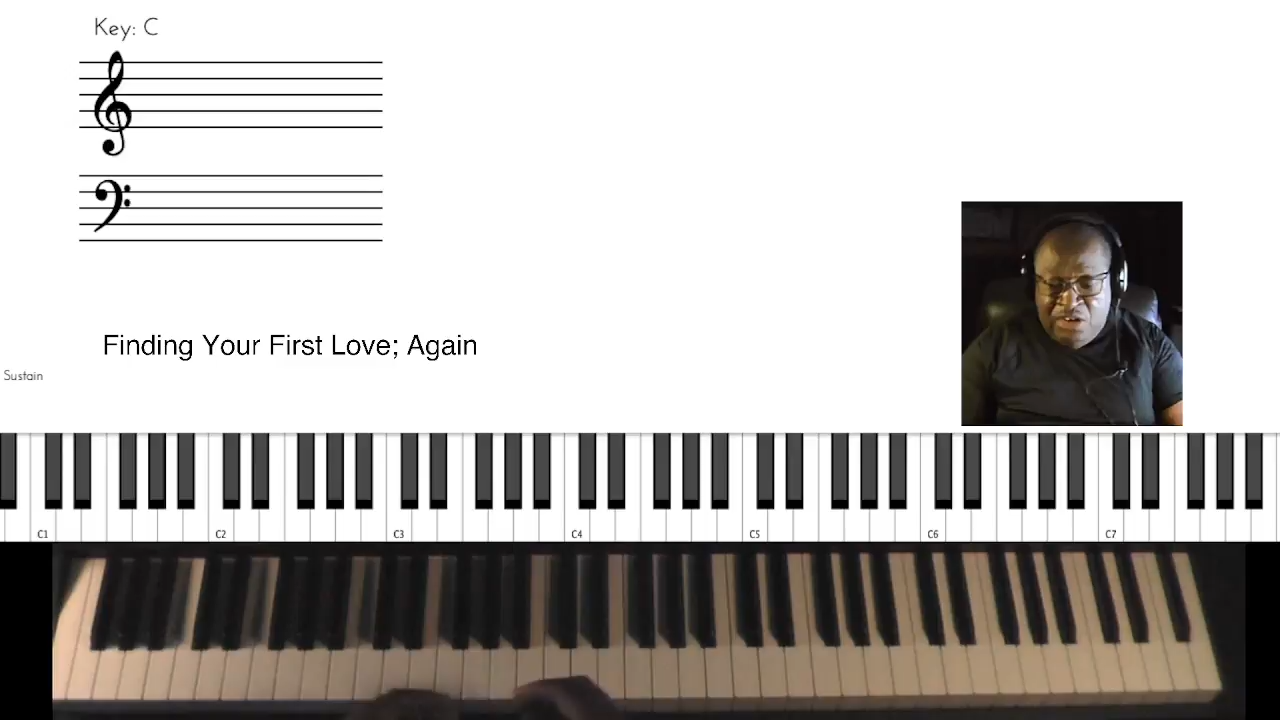 Key: C
Finding Your First Love; Again
Sustain
C1 C2 C3 C4 C5 C6 C7